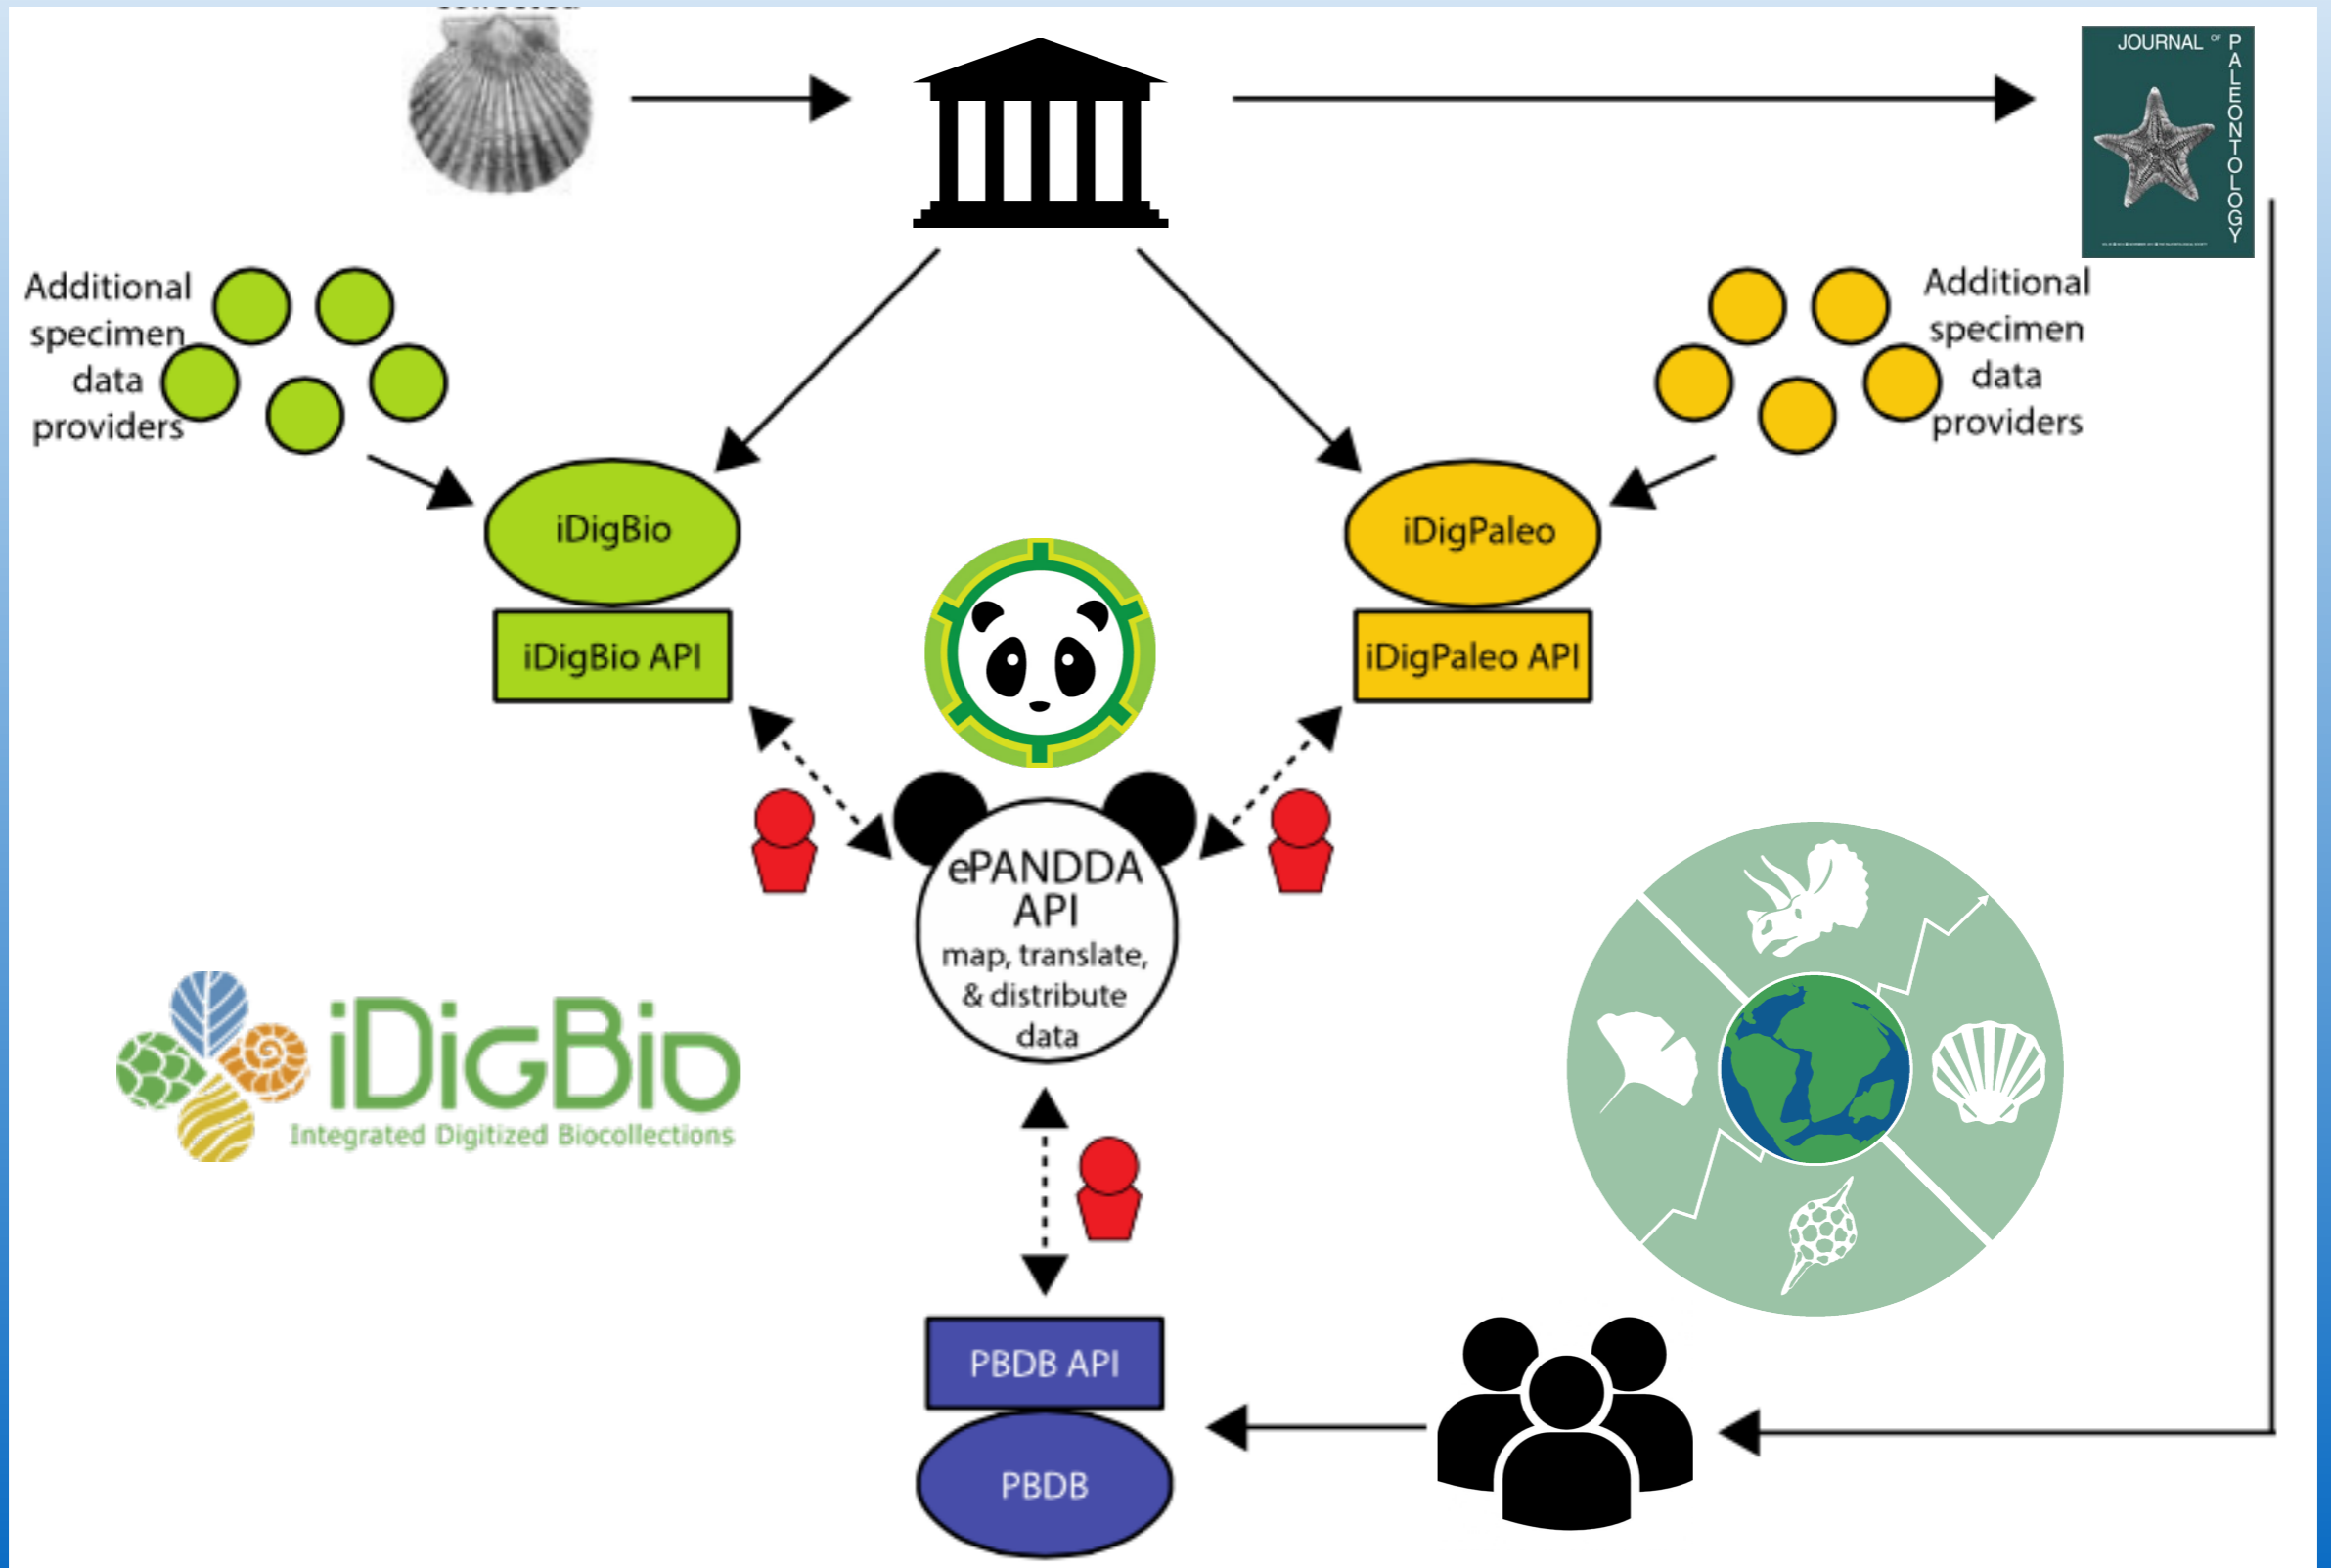 JOURNAL OF
PALEONTOLOGY
Additional
specimen
data
providers
Additional
specimen
data
providers
iDigBio
iDigBio API
iDigPaleo
iDigPaleo API
ePANDDA
API
map, translate,
& distribute
data
iDigBio
Integrated Digitized Biocollections
PBDB API
PBDB